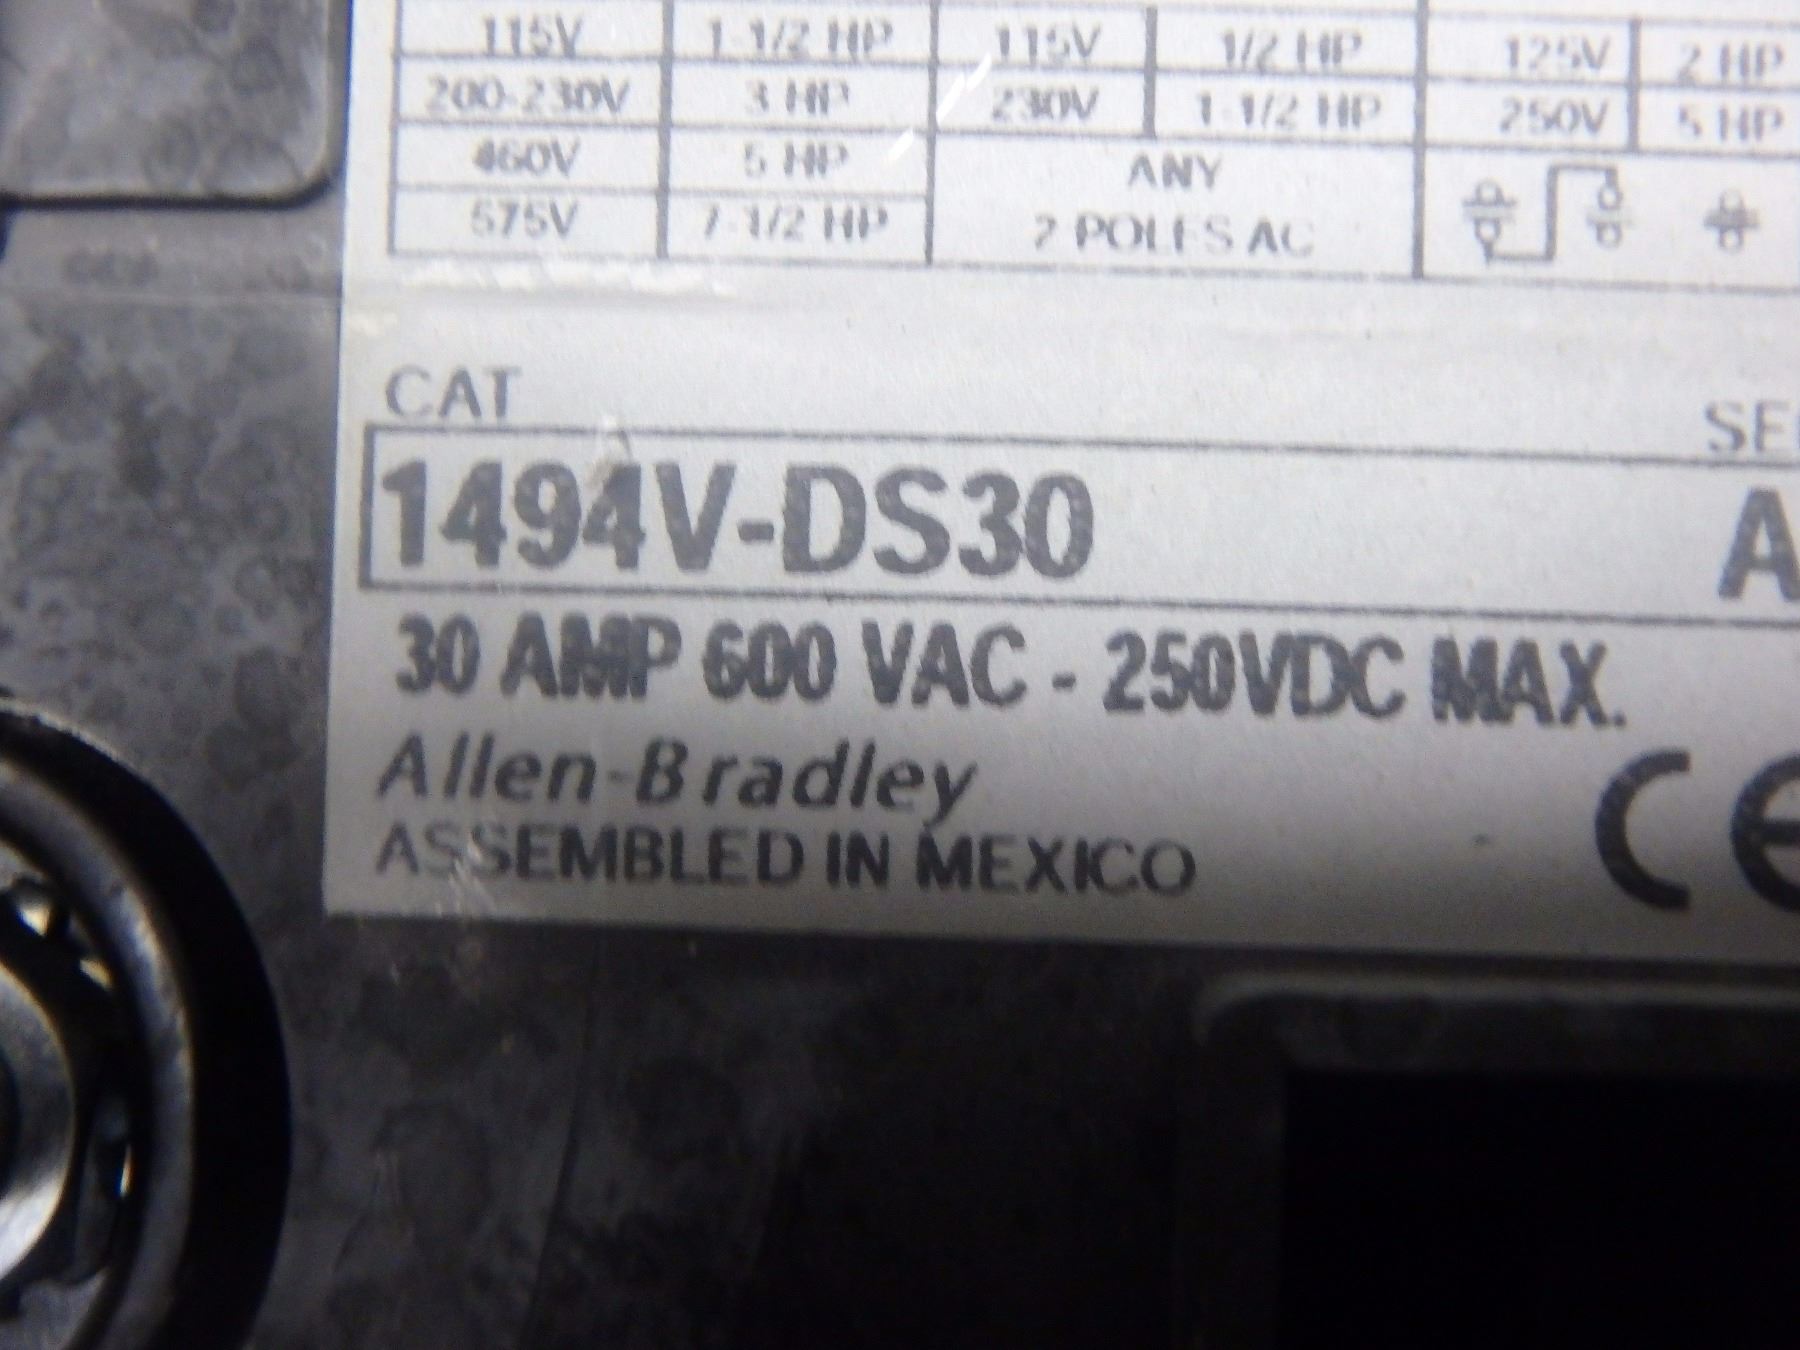 115V 1-1/2 HP 115V 1/2 HP 125V 2 HP
200-230V 3 HP 230V 1-1/2 HP 250V 5 HP
460V 5 HP ANY
575V 7-1/2 HP 2 POLES AC
CAT
1494V-DS30 A
30 AMP 600 VAC - 250VDC MAX.
Allen-Bradley
CE
ASSEMBLED IN MEXICO